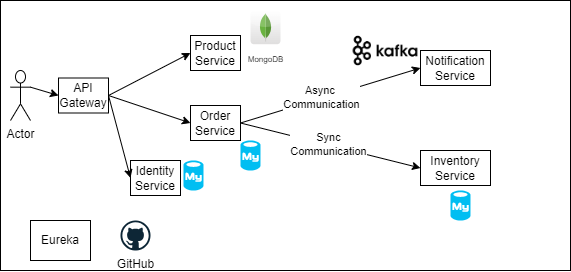 Product
Service
MongoDB
kafka
Notification
Service
API
Gateway
Actor
Async
Communication
Order
Service
My
Sync
Communication
Identity
Service
My
Inventory
Service
My
Eureka
GitHub